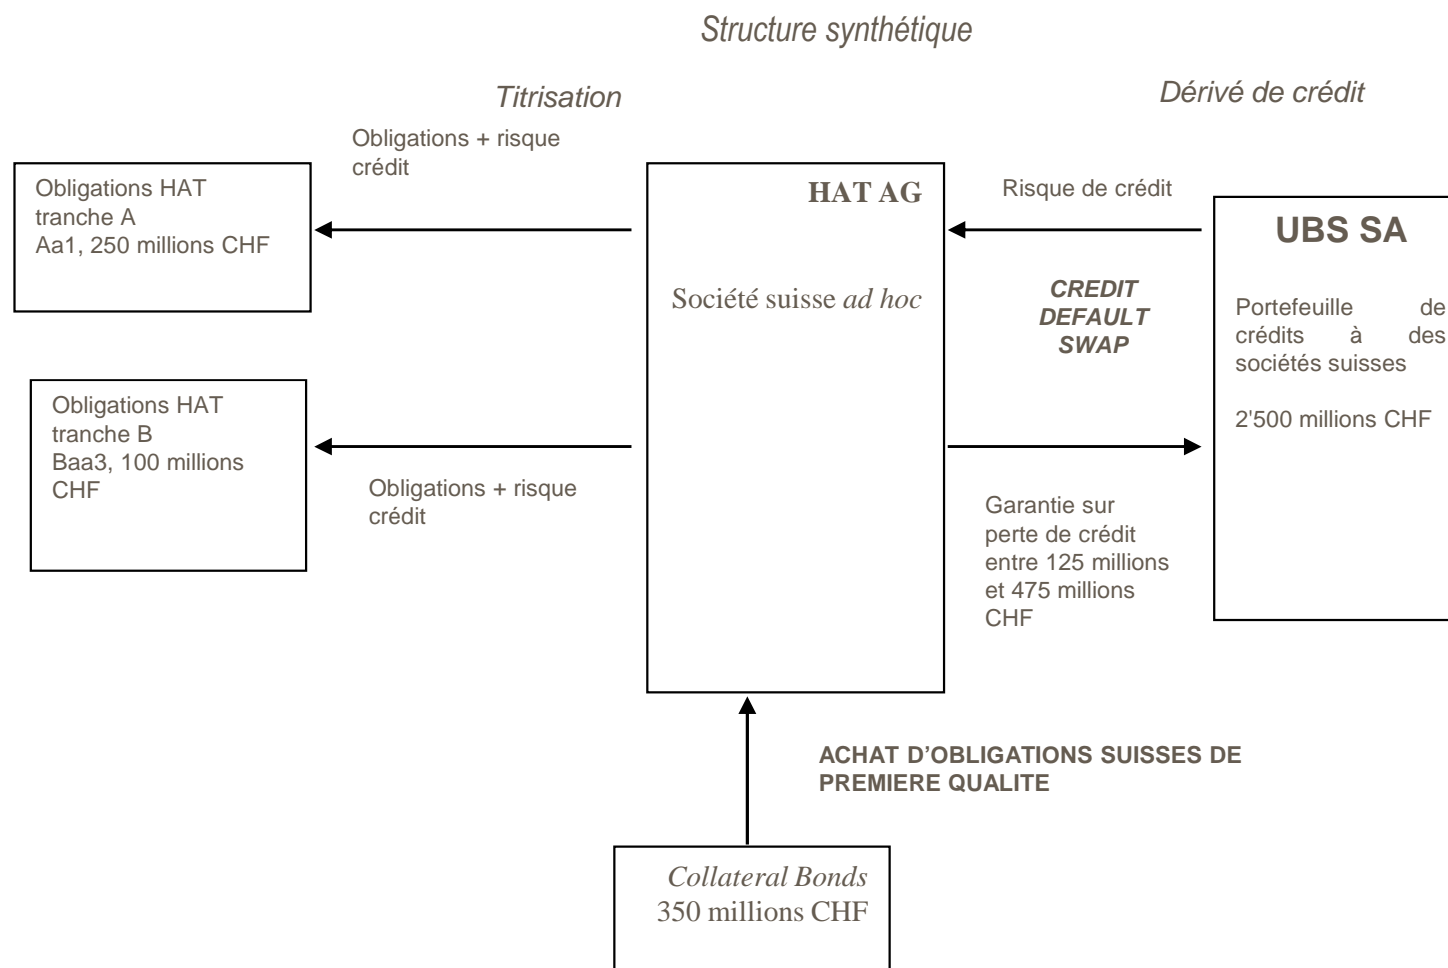 Structure synthétique
Titrisation
Dérivé de crédit
Obligations + risque
crédit
Obligations HAT
tranche A
Aa1, 250 millions CHF
HAT AG
Société suisse ad hoc
Risque de crédit
CREDIT
DEFAULT
SWAP
UBS SA
Portefeuille de
crédits à des
sociétés suisses
2'500 millions CHF
Obligations HAT
tranche B
Baa3, 100 millions
CHF
Obligations + risque
crédit
Garantie sur
perte de crédit
entre 125 millions
et 475 millions
CHF
ACHAT D’OBLIGATIONS SUISSES DE
PREMIERE QUALITE
Collateral Bonds
350 millions CHF